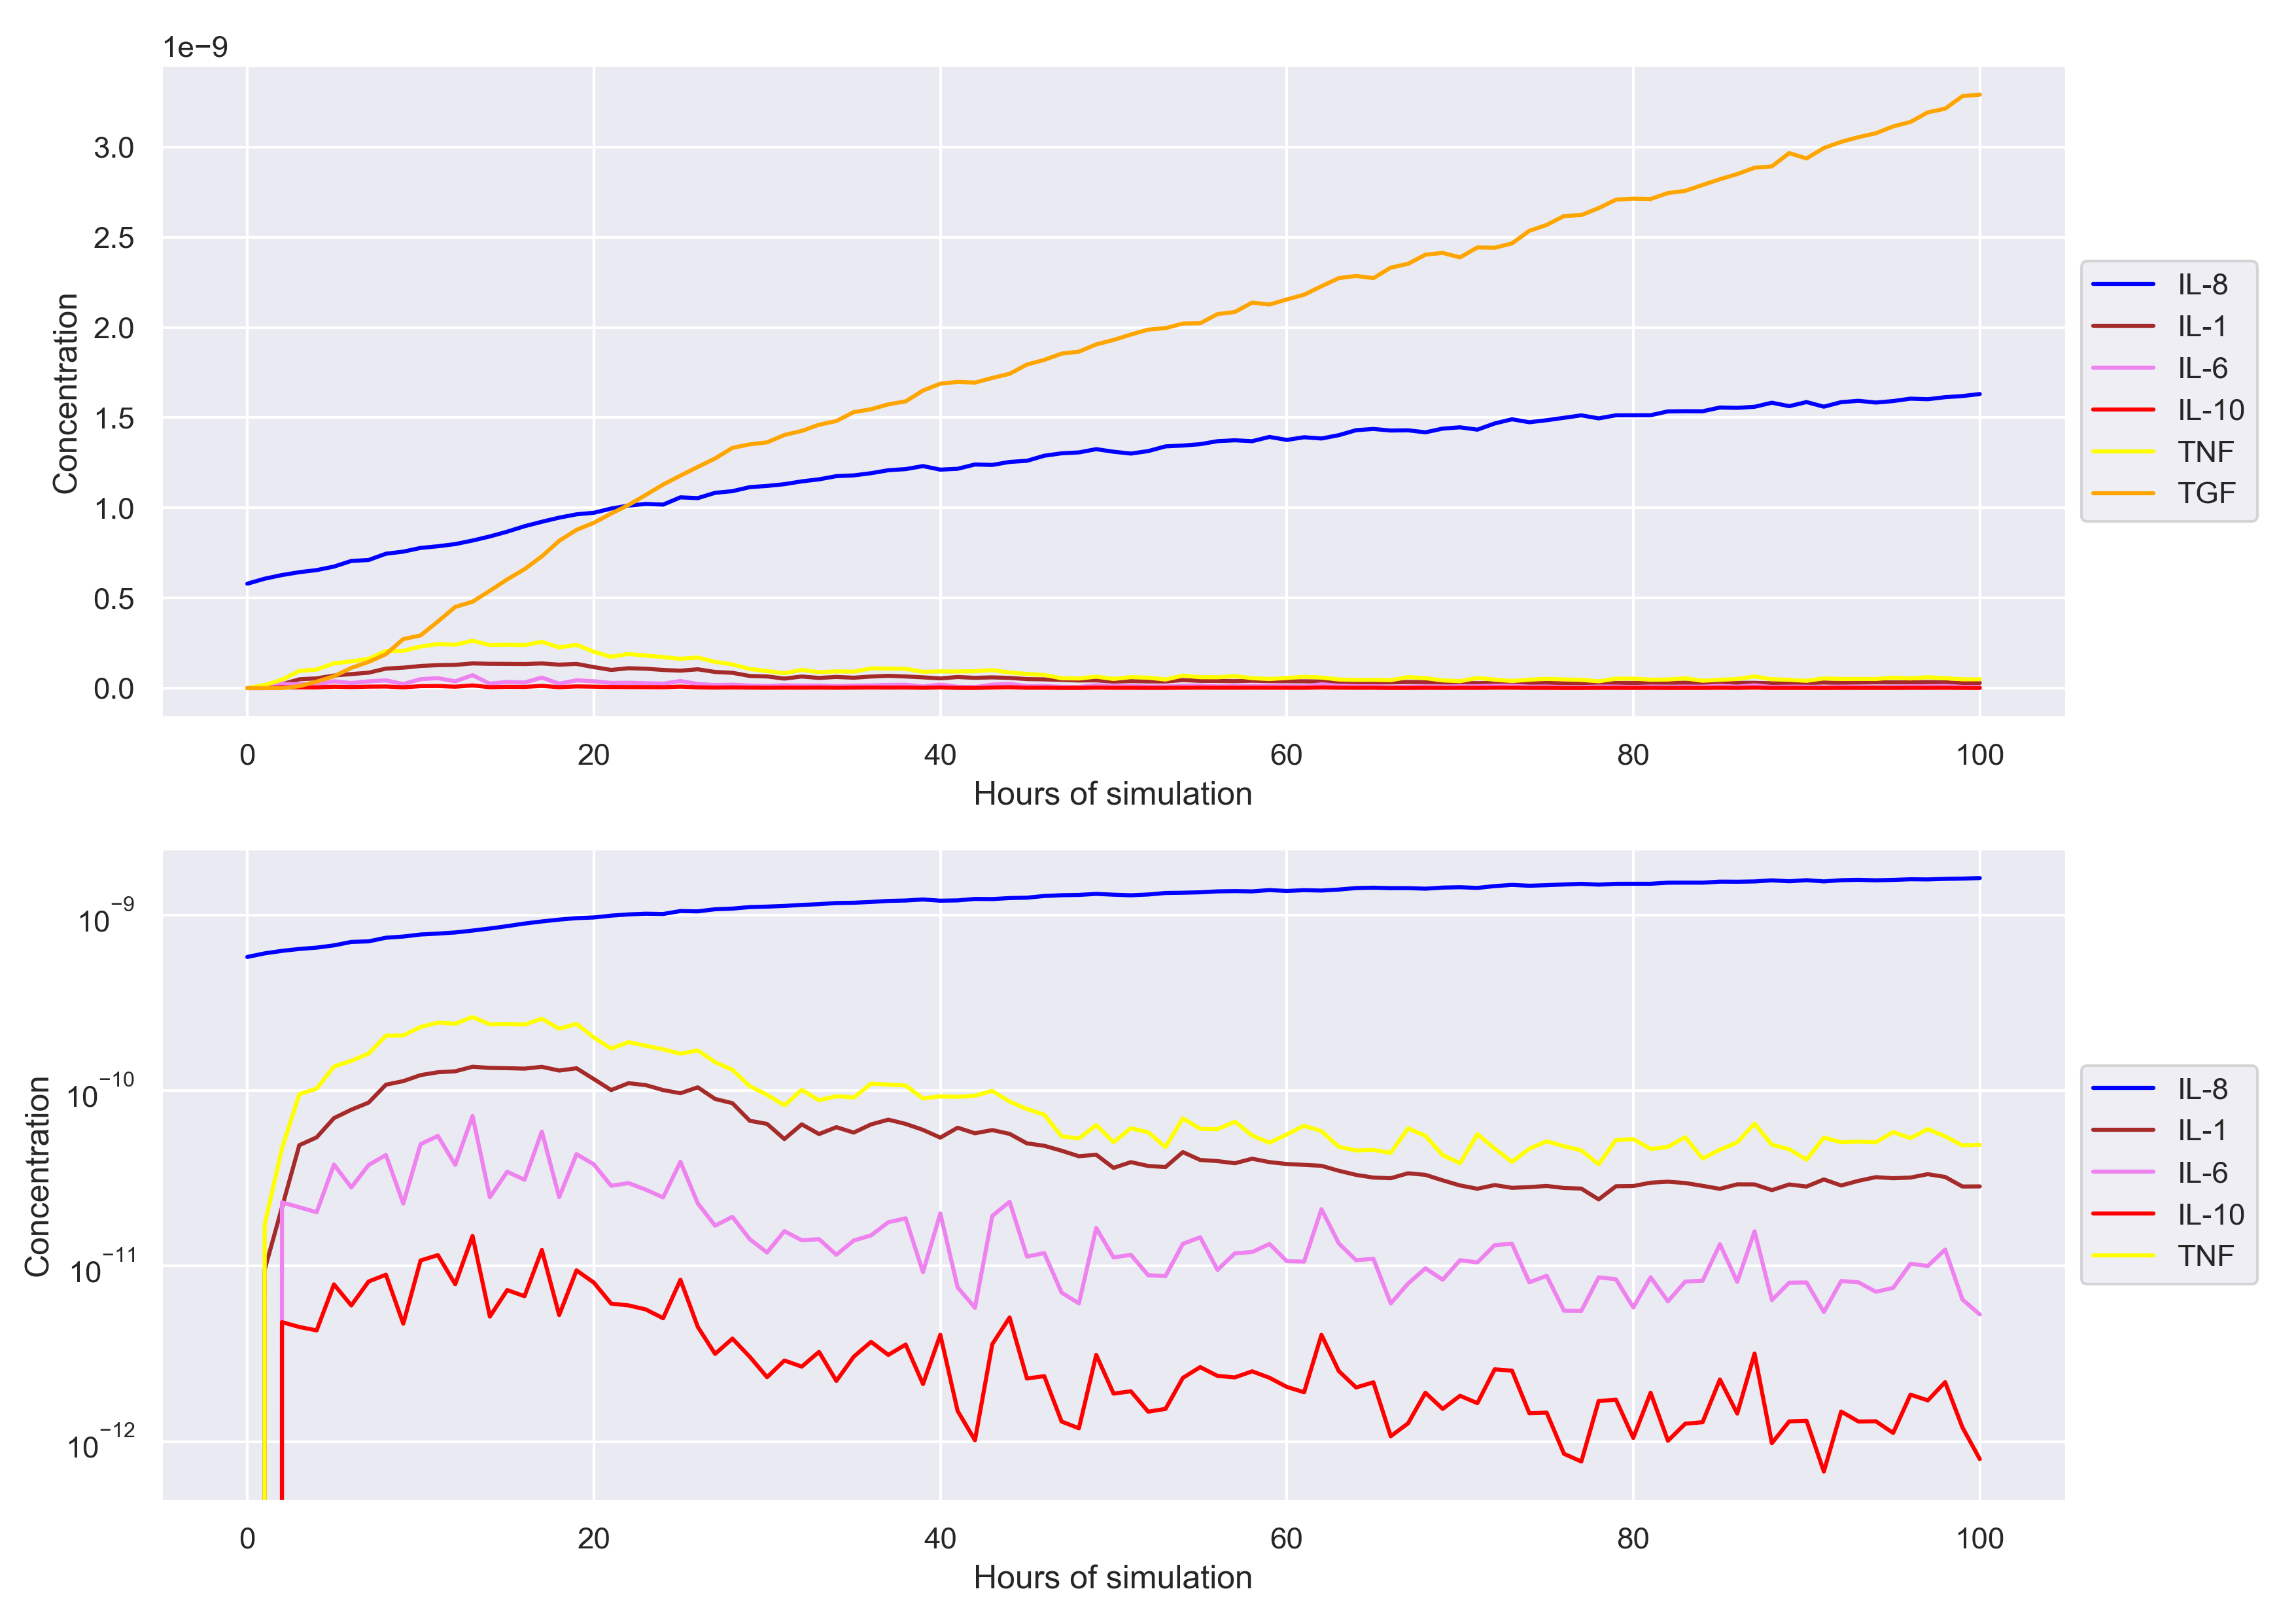 1e−9
3.0
2.5
2.0
1.5
1.0
0.5
0.0
Concentration
0 20 40 60 80 100
Hours of simulation
IL-8
IL-1
IL-6
IL-10
TNF
TGF
10⁻⁹
10⁻¹⁰
10⁻¹¹
10⁻¹²
Concentration
0 20 40 60 80 100
Hours of simulation
IL-8
IL-1
IL-6
IL-10
TNF